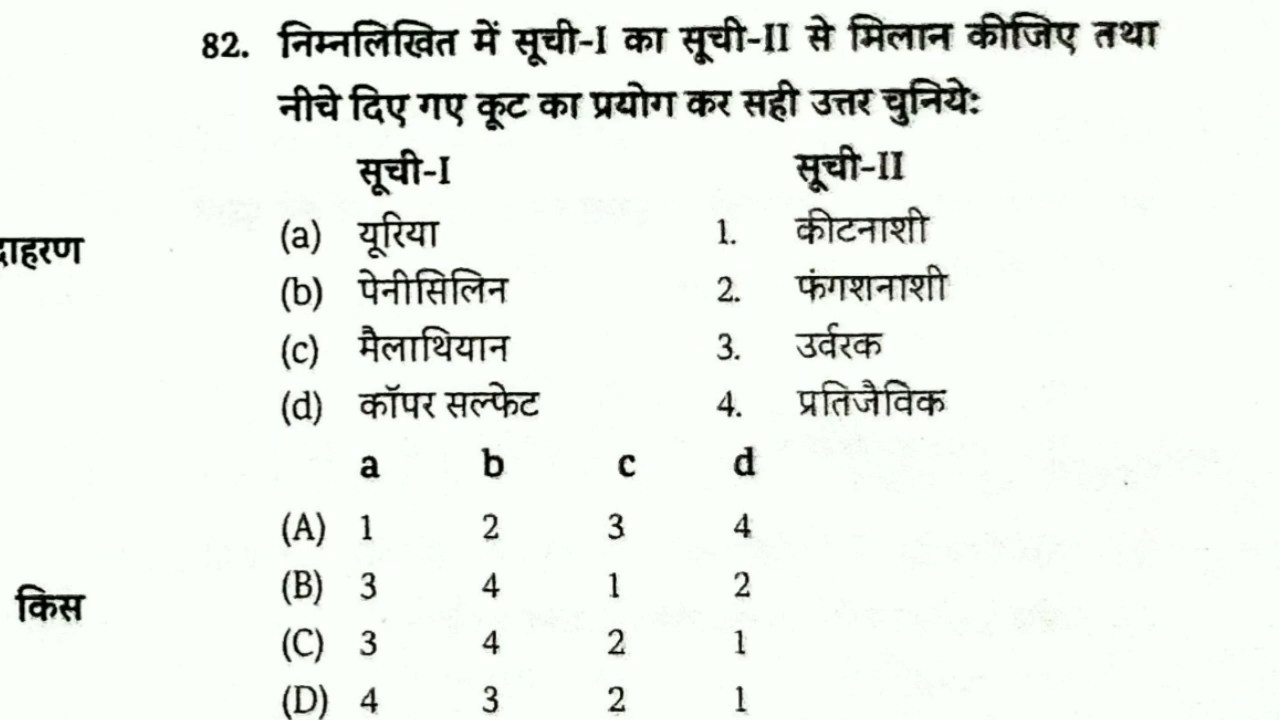 82. निम्नलिखित में सूची-I का सूची-II से मिलान कीजिए तथा
नीचे दिए गए कूट का प्रयोग कर सही उत्तर चुनिये:
सूची-I सूची-II
(a) यूरिया 1. कीटनाशी
दाहरण
(b) पेनीसिलिन 2. फंगशनाशी
(c) मैलाथियान 3. उर्वरक
(d) कॉपर सल्फेट 4. प्रतिजैविक
a b c d
(A) 1 2 3 4
(B) 3 4 1 2
किस
(C) 3 4 2 1
(D) 4 3 2 1